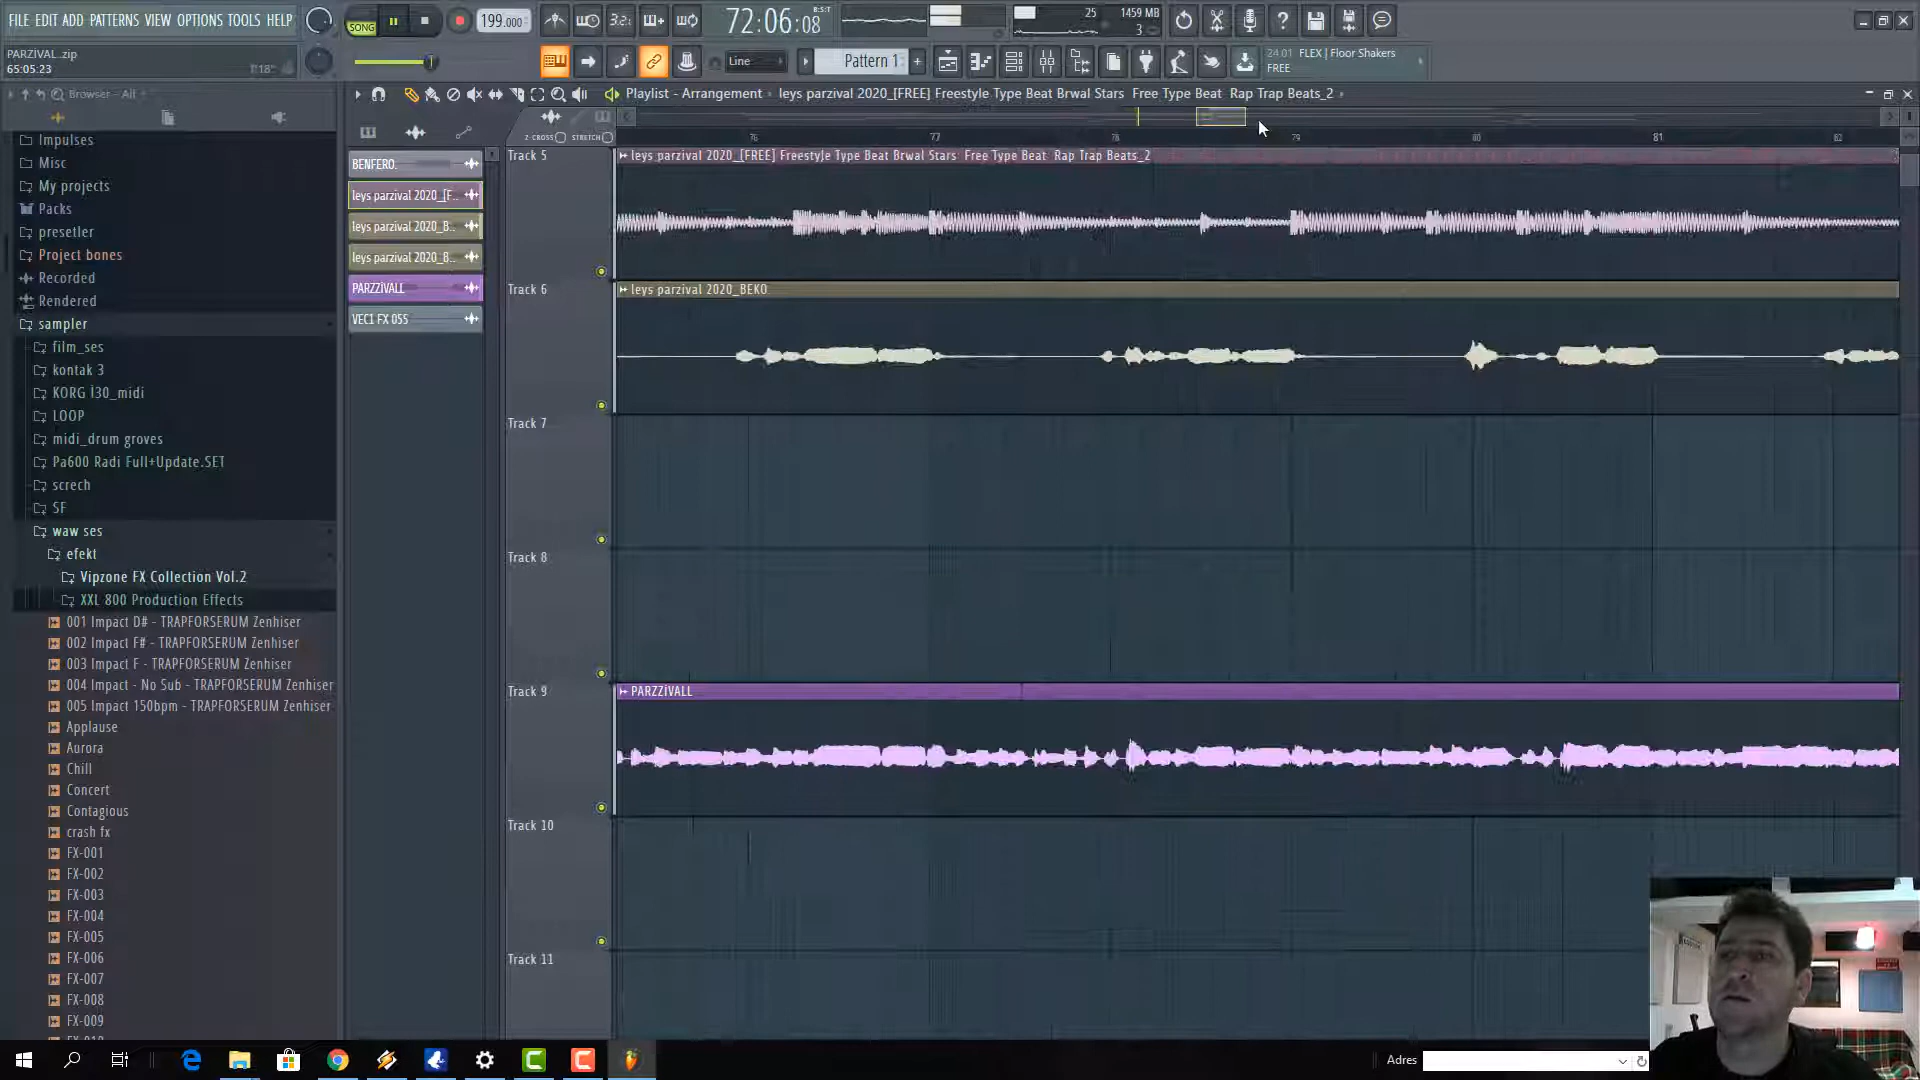 FILE EDIT ADD PATTERNS VIEW OPTIONS TOOLS HELP
SONG
199.000
3.2:
72:06:08
B:S:T
25
1459 MB
3
PARZİVAL.zip
65:05:23
Line
Pattern 1
24.01 FLEX | Floor Shakers
FREE
Browser - All
Playlist - Arrangement
leys parzival 2020_[FREE] Freestyle Type Beat Brwal Stars Free Type Beat Rap Trap Beats_2
Z-CROSS
STRETCH
76
77
78
79
80
81
82
Impulses
Misc
My projects
Packs
presetler
Project bones
Recorded
Rendered
sampler
film_ses
kontak 3
KORG İ30_midi
LOOP
midi_drum groves
Pa600 Radi Full+Update.SET
screch
SF
waw ses
efekt
Vipzone FX Collection Vol.2
XXL 800 Production Effects
001 Impact D# - TRAPFORSERUM Zenhiser
002 Impact F# - TRAPFORSERUM Zenhiser
003 Impact F - TRAPFORSERUM Zenhiser
004 Impact - No Sub - TRAPFORSERUM Zenhiser
005 Impact 150bpm - TRAPFORSERUM Zenhiser
Applause
Aurora
Chill
Concert
Contagious
crash fx
FX-001
FX-002
FX-003
FX-004
FX-005
FX-006
FX-007
FX-008
FX-009
BENFERO.
leys parzival 2020_[F..
leys parzival 2020_B..
leys parzival 2020_B..
PARZZİVALL
VEC1 FX 055
Track 5
leys parzival 2020_[FREE] Freestyle Type Beat Brwal Stars Free Type Beat Rap Trap Beats_2
Track 6
leys parzival 2020_BEKO
Track 7
Track 8
Track 9
PARZZİVALL
Track 10
Track 11
Adres